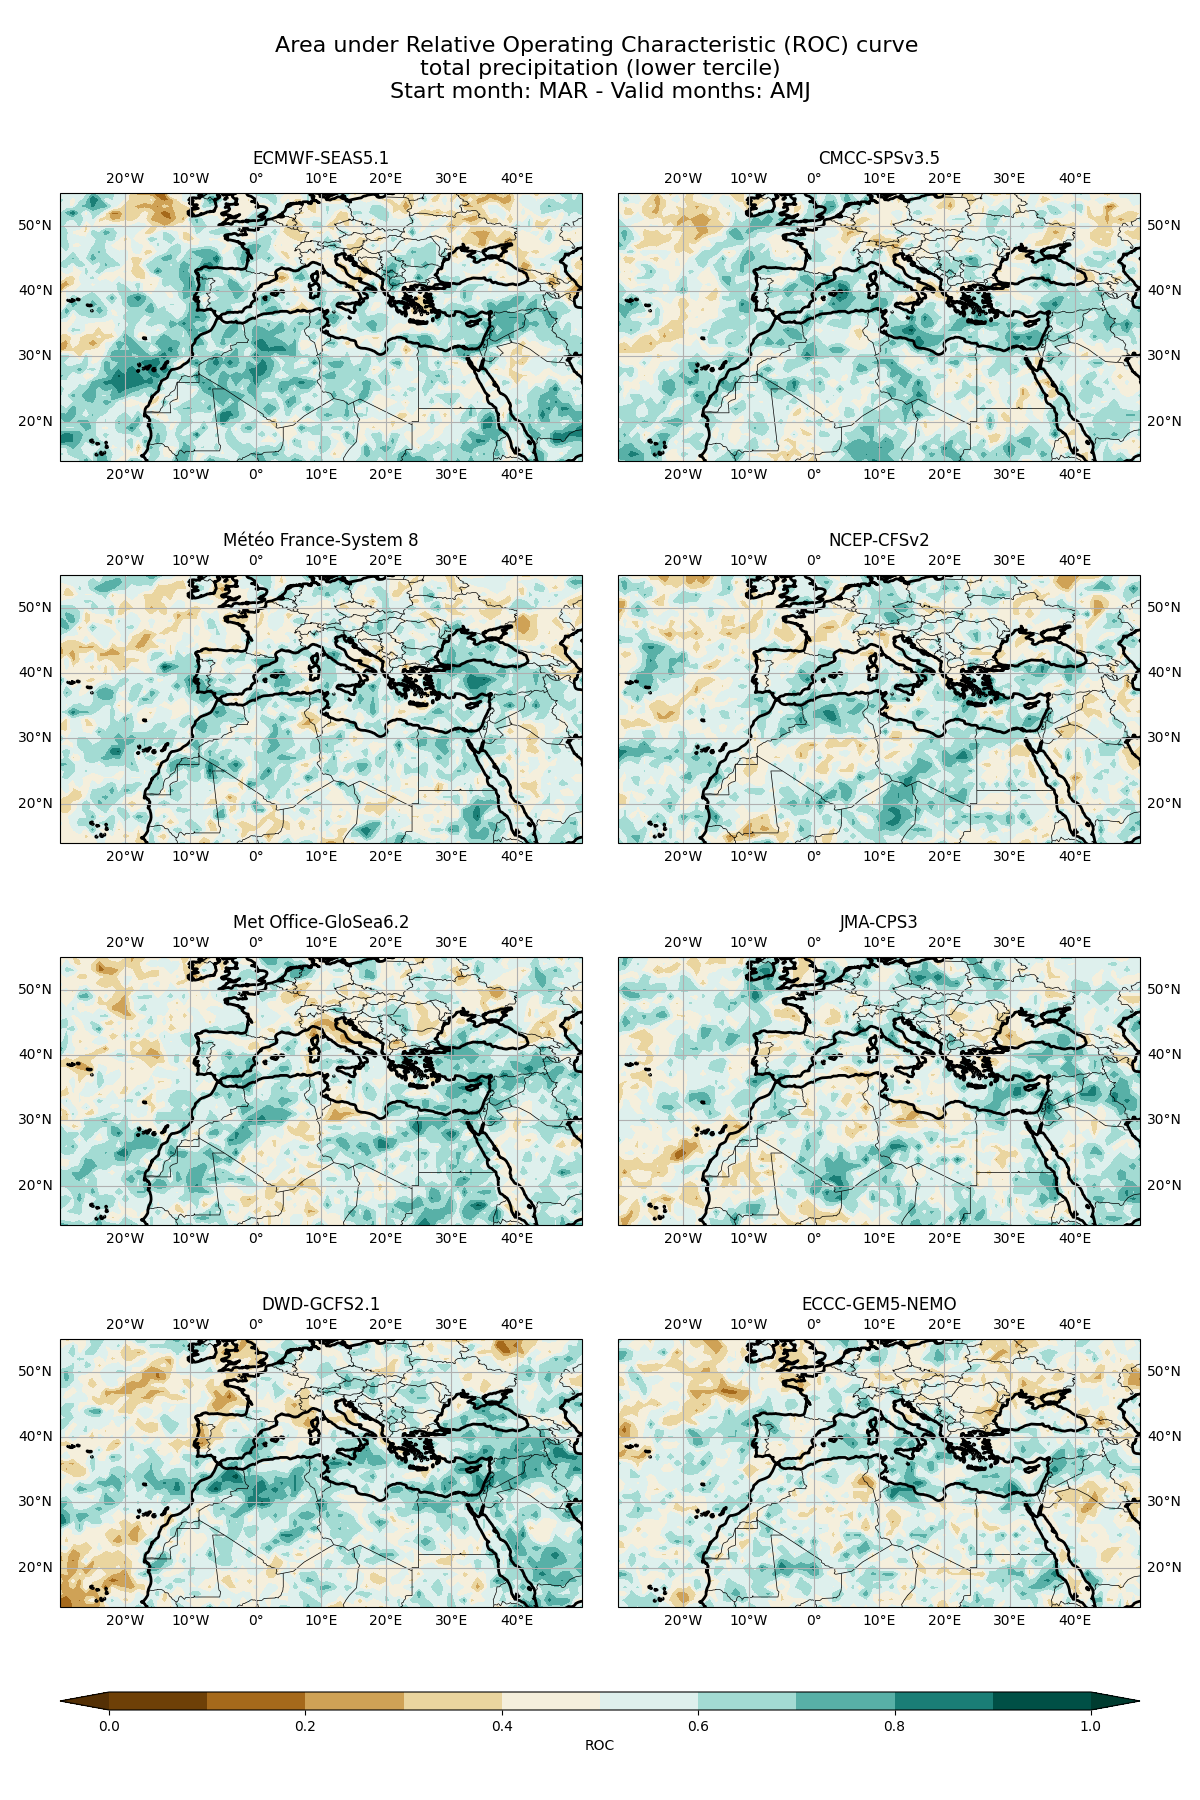 Area under Relative Operating Characteristic (ROC) curve
total precipitation (lower tercile)
Start month: MAR - Valid months: AMJ
ECMWF-SEAS5.1
20°W 10°W 0° 10°E 20°E 30°E 40°E
50°N
40°N
30°N
20°N
20°W 10°W 0° 10°E 20°E 30°E 40°E
CMCC-SPSv3.5
20°W 10°W 0° 10°E 20°E 30°E 40°E
50°N
40°N
30°N
20°N
20°W 10°W 0° 10°E 20°E 30°E 40°E
Météo France-System 8
20°W 10°W 0° 10°E 20°E 30°E 40°E
50°N
40°N
30°N
20°N
20°W 10°W 0° 10°E 20°E 30°E 40°E
NCEP-CFSv2
20°W 10°W 0° 10°E 20°E 30°E 40°E
50°N
40°N
30°N
20°N
20°W 10°W 0° 10°E 20°E 30°E 40°E
Met Office-GloSea6.2
20°W 10°W 0° 10°E 20°E 30°E 40°E
50°N
40°N
30°N
20°N
20°W 10°W 0° 10°E 20°E 30°E 40°E
JMA-CPS3
20°W 10°W 0° 10°E 20°E 30°E 40°E
50°N
40°N
30°N
20°N
20°W 10°W 0° 10°E 20°E 30°E 40°E
DWD-GCFS2.1
20°W 10°W 0° 10°E 20°E 30°E 40°E
50°N
40°N
30°N
20°N
20°W 10°W 0° 10°E 20°E 30°E 40°E
ECCC-GEM5-NEMO
20°W 10°W 0° 10°E 20°E 30°E 40°E
50°N
40°N
30°N
20°N
20°W 10°W 0° 10°E 20°E 30°E 40°E
0.0 0.2 0.4 0.6 0.8 1.0
ROC